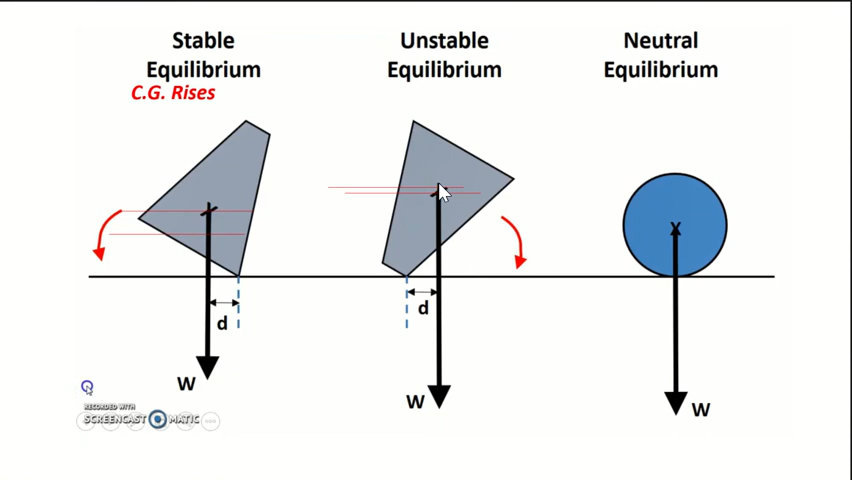 Stable
Equilibrium
C.G. Rises
Unstable
Equilibrium
Neutral
Equilibrium
x
d
d
W
W
W
RECORDED WITH
SCREENCAST MATIC